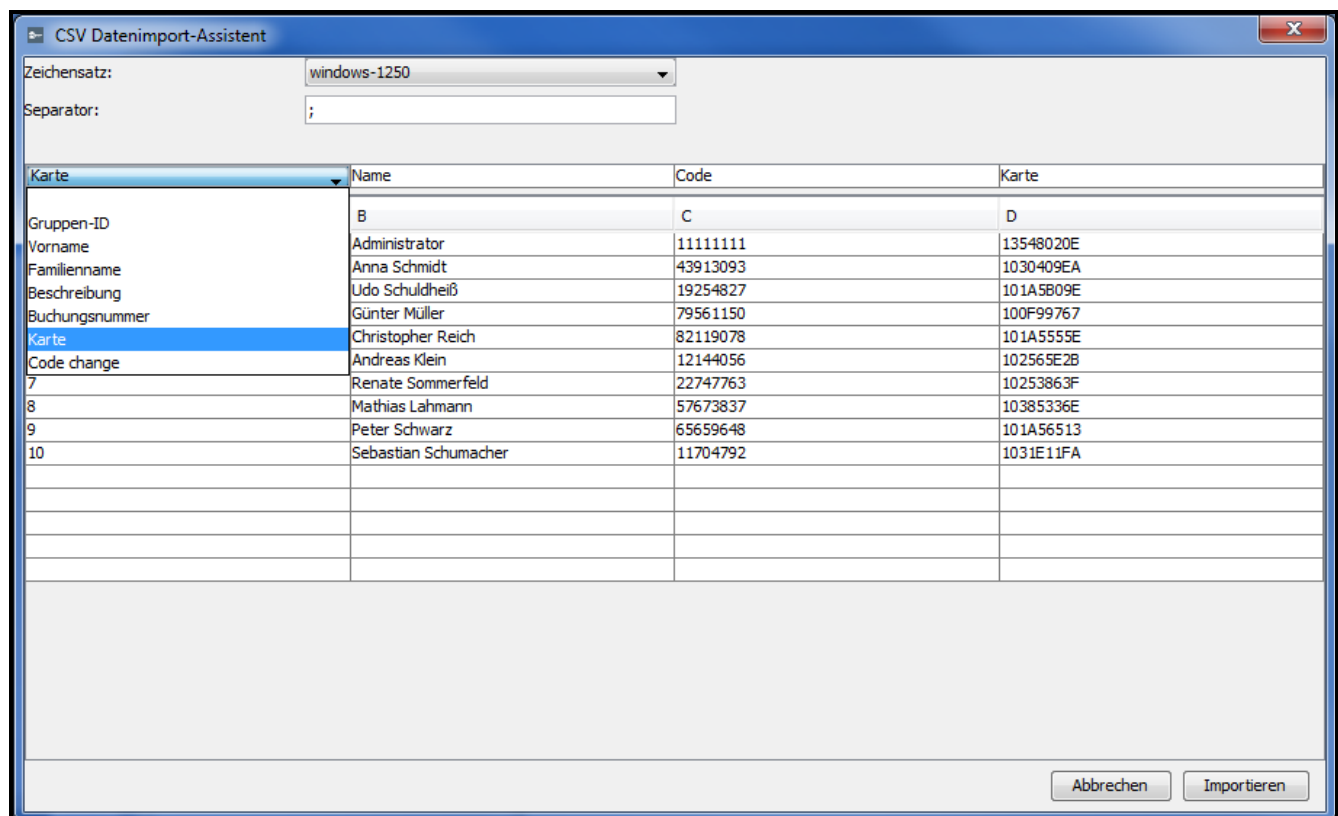 CSV Datenimport-Assistent
Zeichensatz: windows-1250
Separator: ;
Karte Name Code Karte
Gruppen-ID B C D
Vorname Administrator 11111111 13548020E
Familienname Anna Schmidt 43913093 1030409EA
Beschreibung Udo Schuldheiß 19254827 101A5B09E
Buchungsnummer Günter Müller 79561150 100F99767
Karte Christopher Reich 82119078 101A5555E
Code change Andreas Klein 12144056 102565E2B
7 Renate Sommerfeld 22747763 10253863F
8 Mathias Lahmann 57673837 10385336E
9 Peter Schwarz 65659648 101A56513
10 Sebastian Schumacher 11704792 1031E11FA
Abbrechen Importieren